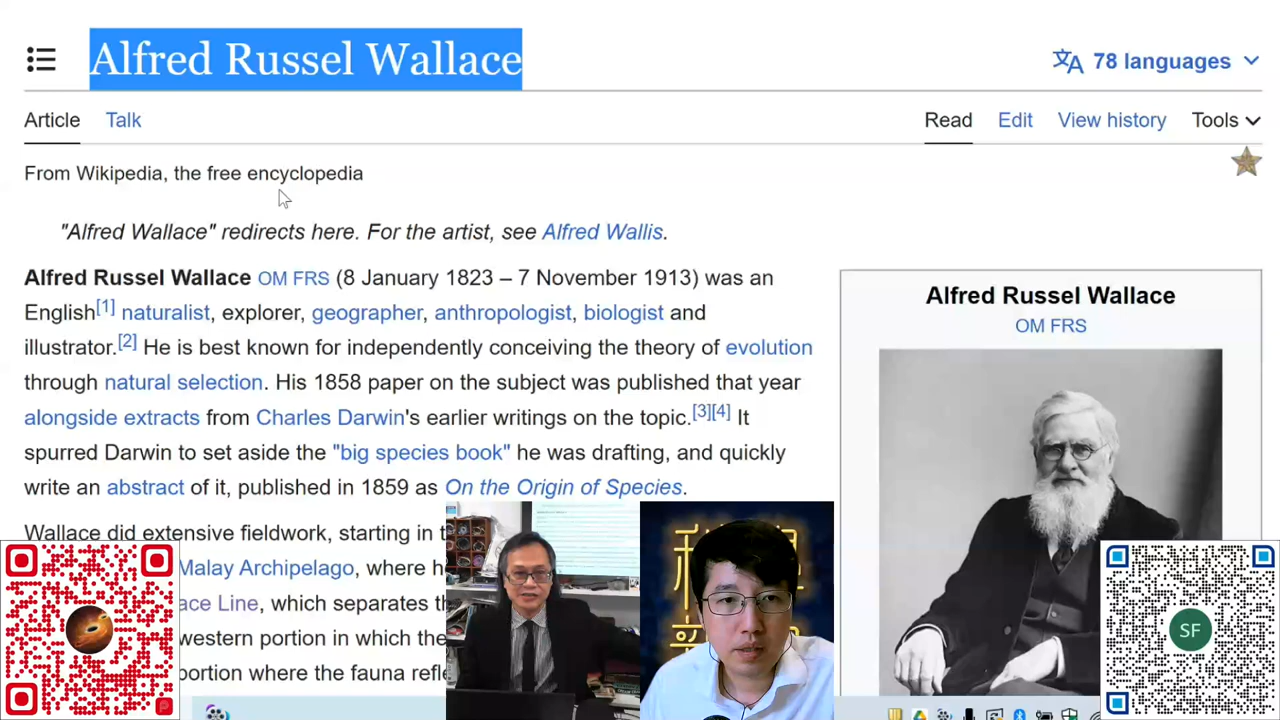 Alfred Russel Wallace
78 languages
Article Talk
Read Edit View history Tools
From Wikipedia, the free encyclopedia
"Alfred Wallace" redirects here. For the artist, see Alfred Wallis.
Alfred Russel Wallace OM FRS (8 January 1823 – 7 November 1913) was an
English[1] naturalist, explorer, geographer, anthropologist, biologist and
illustrator.[2] He is best known for independently conceiving the theory of evolution
through natural selection. His 1858 paper on the subject was published that year
alongside extracts from Charles Darwin's earlier writings on the topic.[3][4] It
spurred Darwin to set aside the "big species book" he was drafting, and quickly
write an abstract of it, published in 1859 as On the Origin of Species.
Wallace did extensive fieldwork, starting in
Malay Archipelago, where
Line, which separates
western portion in which
where the fauna
Alfred Russel Wallace
OM FRS
SF